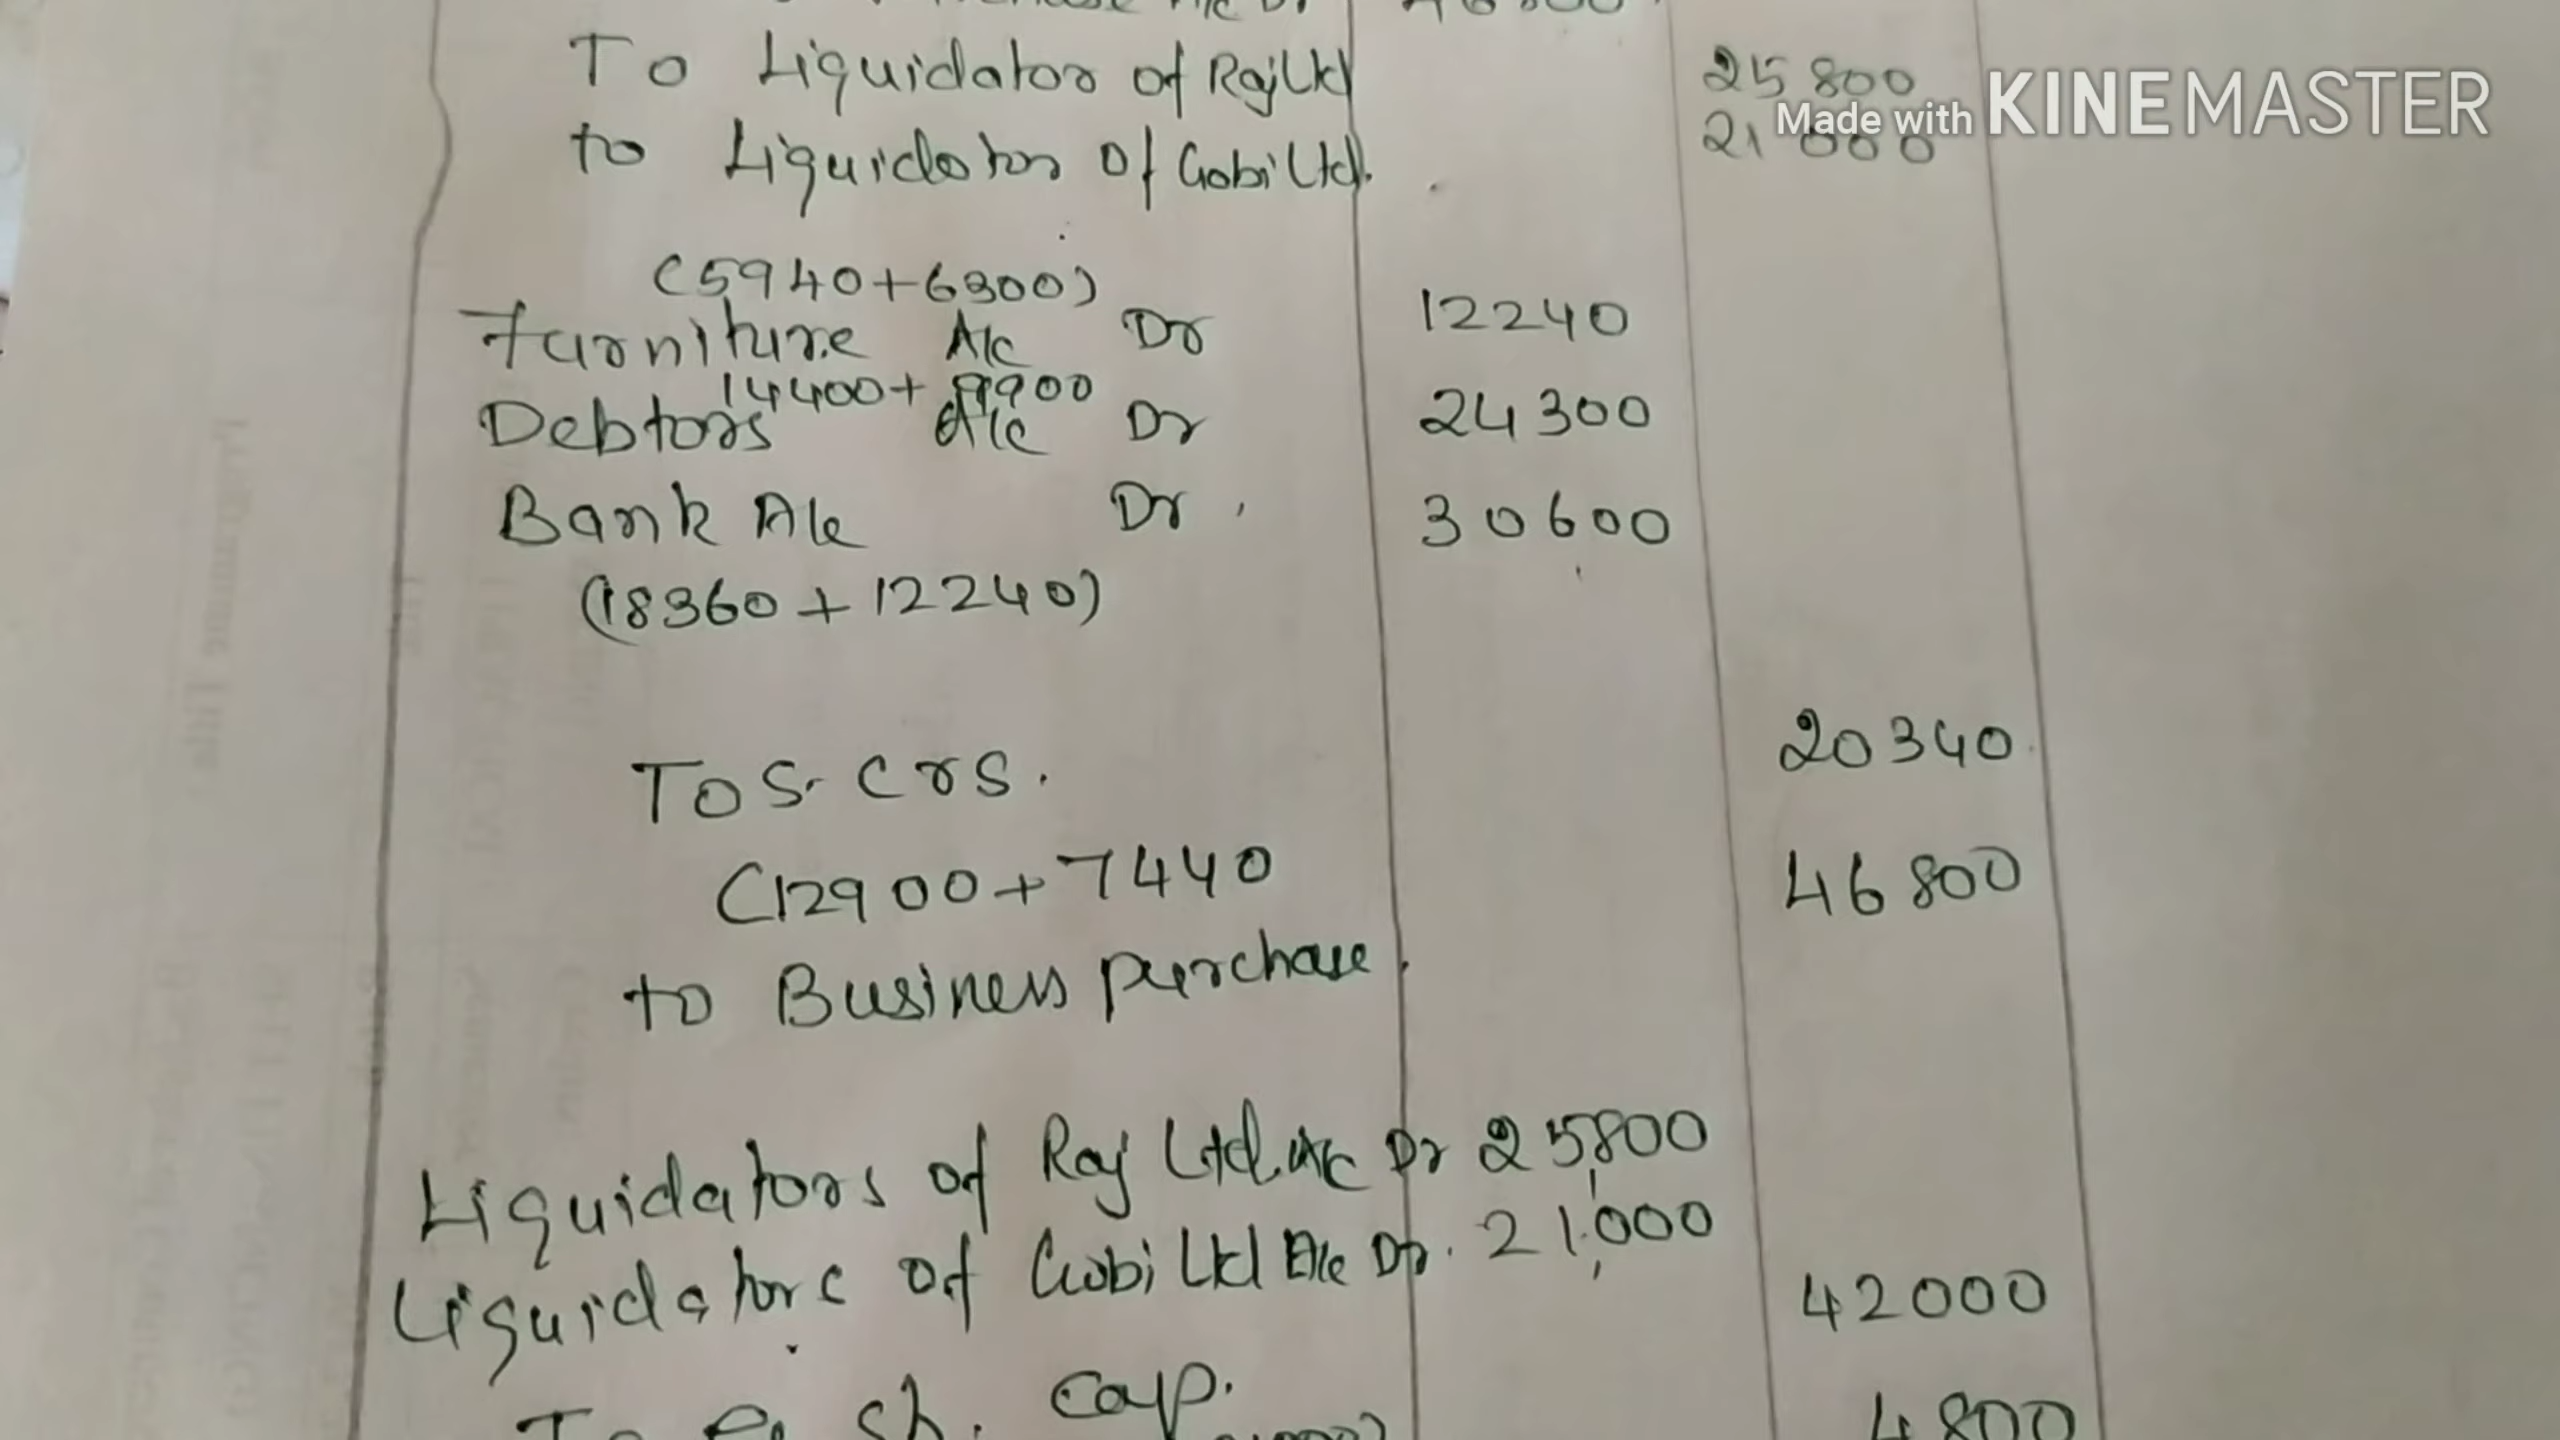 To Liquidator of Raj Ltd 25800
to Liquidator of Gobi Ltd. 21000
Made with KINEMASTER
(5940+6300)
Furniture A/c Dr 12240
14400+9900
Debtors A/c Dr 24300
Bank A/c Dr. 30600
(18360+12240)
To S. Crs. 20340
(12900+7440 46800
to Business purchase.
Liquidators of Raj Ltd. A/c Dr 25800
Liquidators of Gobi Ltd A/c Dr. 21000
42000
sh. cap.
4800